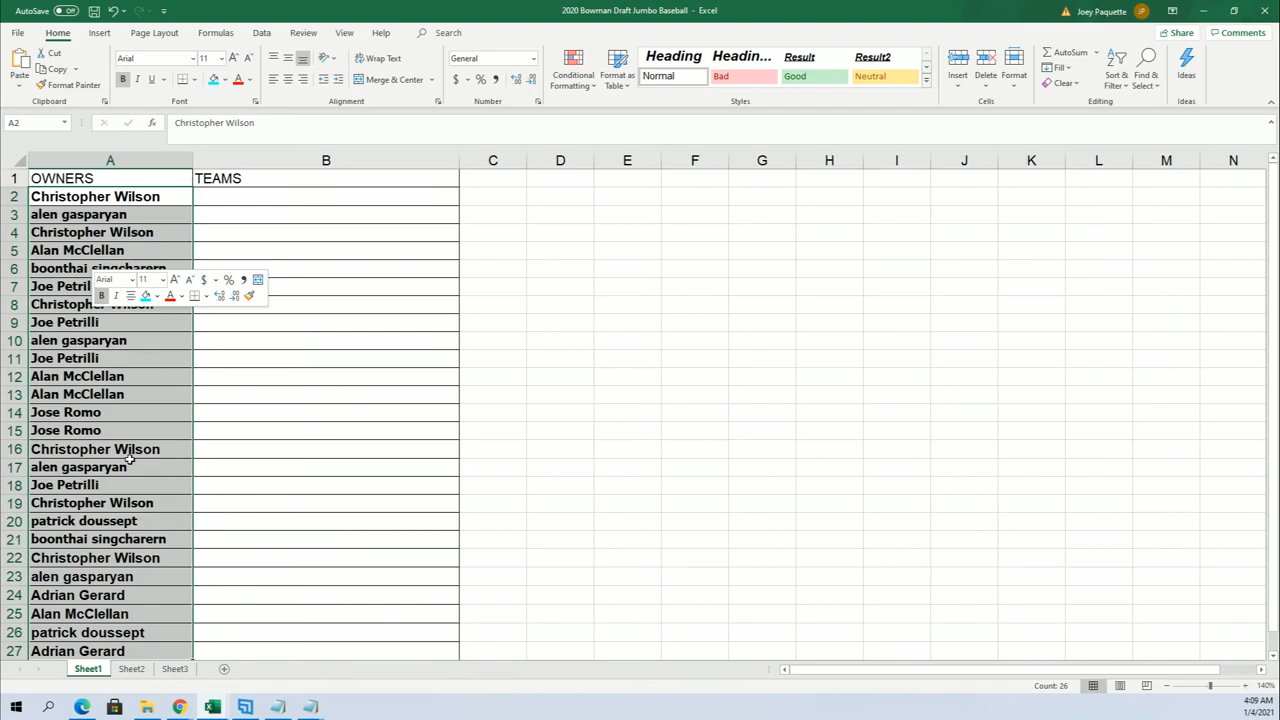 AutoSave Off 2020 Bowman Draft Jumbo Baseball - Excel Joey Paquette JP
File Home Insert Page Layout Formulas Data Review View Help Search Share Comments
Paste Cut Copy Format Painter Clipboard
Arial 11 B I U Font
Wrap Text Merge & Center Alignment
General $ % , Number
Conditional Formatting Format as Table
Heading Headin... Result Result2
Normal Bad Good Neutral Styles
Insert Delete Format Cells
AutoSum Fill Clear Sort & Filter Find & Select Editing
Ideas Ideas
A2 fx Christopher Wilson
A B C D E F G H I J K L M N
1 OWNERS TEAMS
2 Christopher Wilson
3 alen gasparyan
4 Christopher Wilson
5 Alan McClellan
6 boonthai singcharern
7 Joe Petril
Arial 11 $ % ,
B I A
8 Christopher Wilson
9 Joe Petrilli
10 alen gasparyan
11 Joe Petrilli
12 Alan McClellan
13 Alan McClellan
14 Jose Romo
15 Jose Romo
16 Christopher Wilson
17 alen gasparyan
18 Joe Petrilli
19 Christopher Wilson
20 patrick doussept
21 boonthai singcharern
22 Christopher Wilson
23 alen gasparyan
24 Adrian Gerard
25 Alan McClellan
26 patrick doussept
27 Adrian Gerard
Sheet1 Sheet2 Sheet3
Count: 26 140%
4:09 AM
1/4/2021